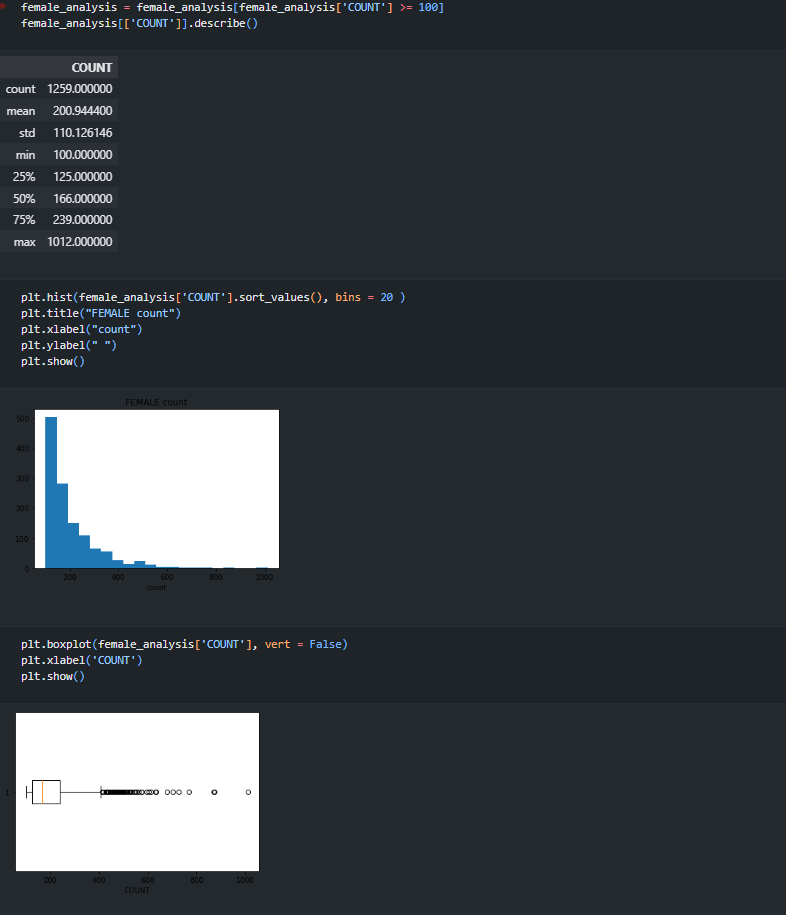 female_analysis = female_analysis[female_analysis['COUNT'] >= 100]
female_analysis[['COUNT']].describe()
COUNT
count 1259.000000
mean 200.944400
std 110.126146
min 100.000000
25% 125.000000
50% 166.000000
75% 239.000000
max 1012.000000
plt.hist(female_analysis['COUNT'].sort_values(), bins = 20 )
plt.title("FEMALE count")
plt.xlabel("count")
plt.ylabel(" ")
plt.show()
FEMALE count
500
400
300
200
100
0
200 400 600 800 1000
count
plt.boxplot(female_analysis['COUNT'], vert = False)
plt.xlabel('COUNT')
plt.show()
1
200 400 600 800 1000
COUNT